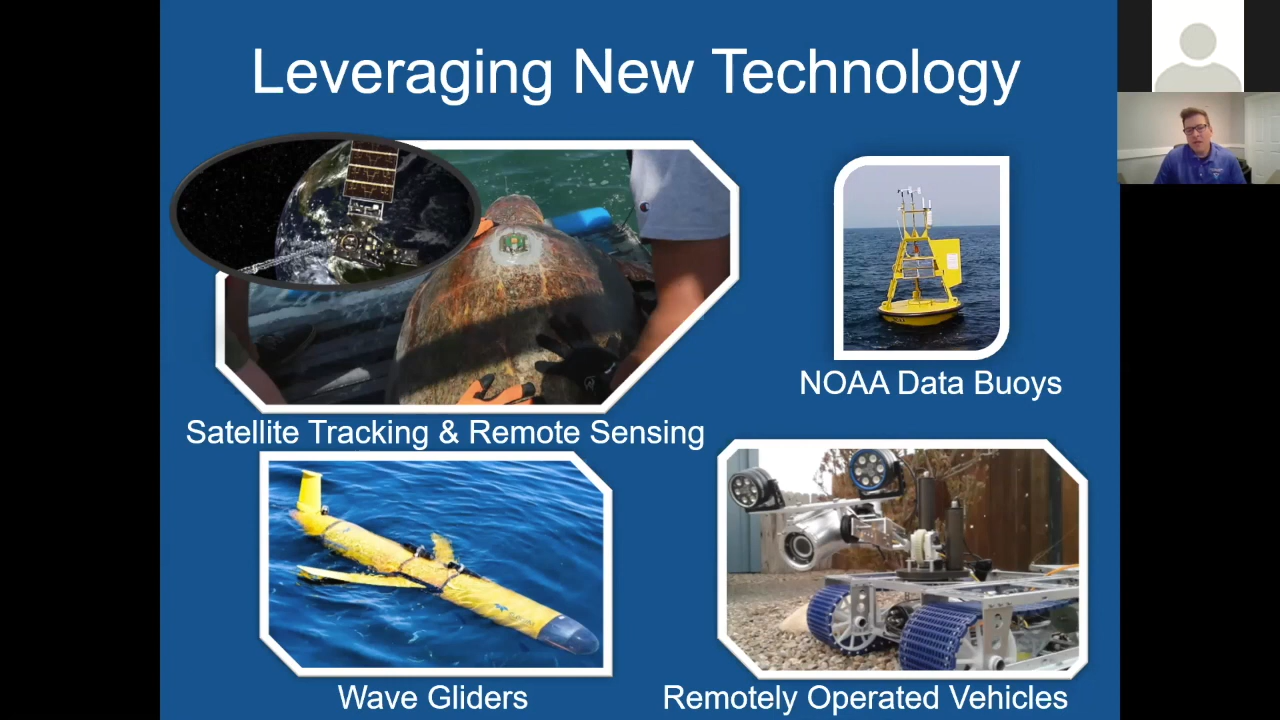 Leveraging New Technology
NOAA Data Buoys
Satellite Tracking & Remote Sensing
Wave Gliders
Remotely Operated Vehicles